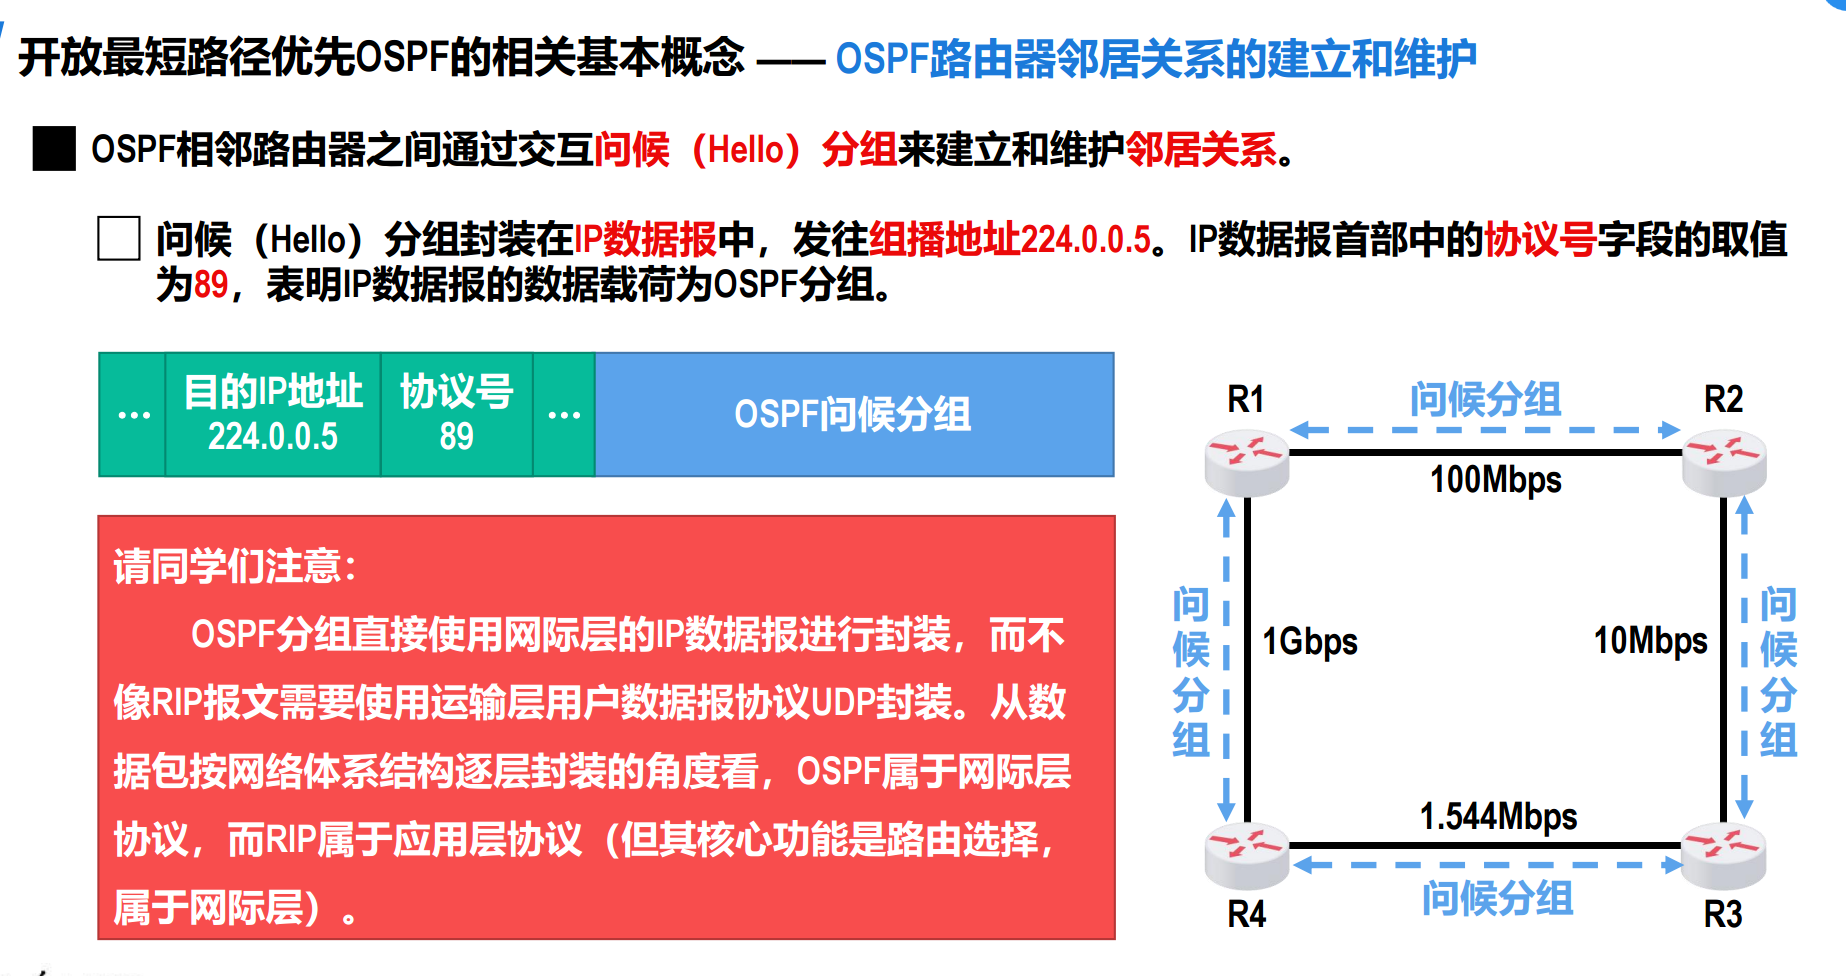 开放最短路径优先OSPF的相关基本概念 —— OSPF路由器邻居关系的建立和维护
OSPF相邻路由器之间通过交互问候（Hello）分组来建立和维护邻居关系。
问候（Hello）分组封装在IP数据报中，发往组播地址224.0.0.5。IP数据报首部中的协议号字段的取值
为89，表明IP数据报的数据载荷为OSPF分组。
... 目的IP地址 协议号 ... OSPF问候分组
224.0.0.5 89
请同学们注意：
OSPF分组直接使用网际层的IP数据报进行封装，而不
像RIP报文需要使用运输层用户数据报协议UDP封装。从数
据包按网络体系结构逐层封装的角度看，OSPF属于网际层
协议，而RIP属于应用层协议（但其核心功能是路由选择，
属于网际层）。
R1 问候分组 R2
100Mbps
问候分组 1Gbps 10Mbps 问候分组
1.544Mbps
问候分组
R4 R3